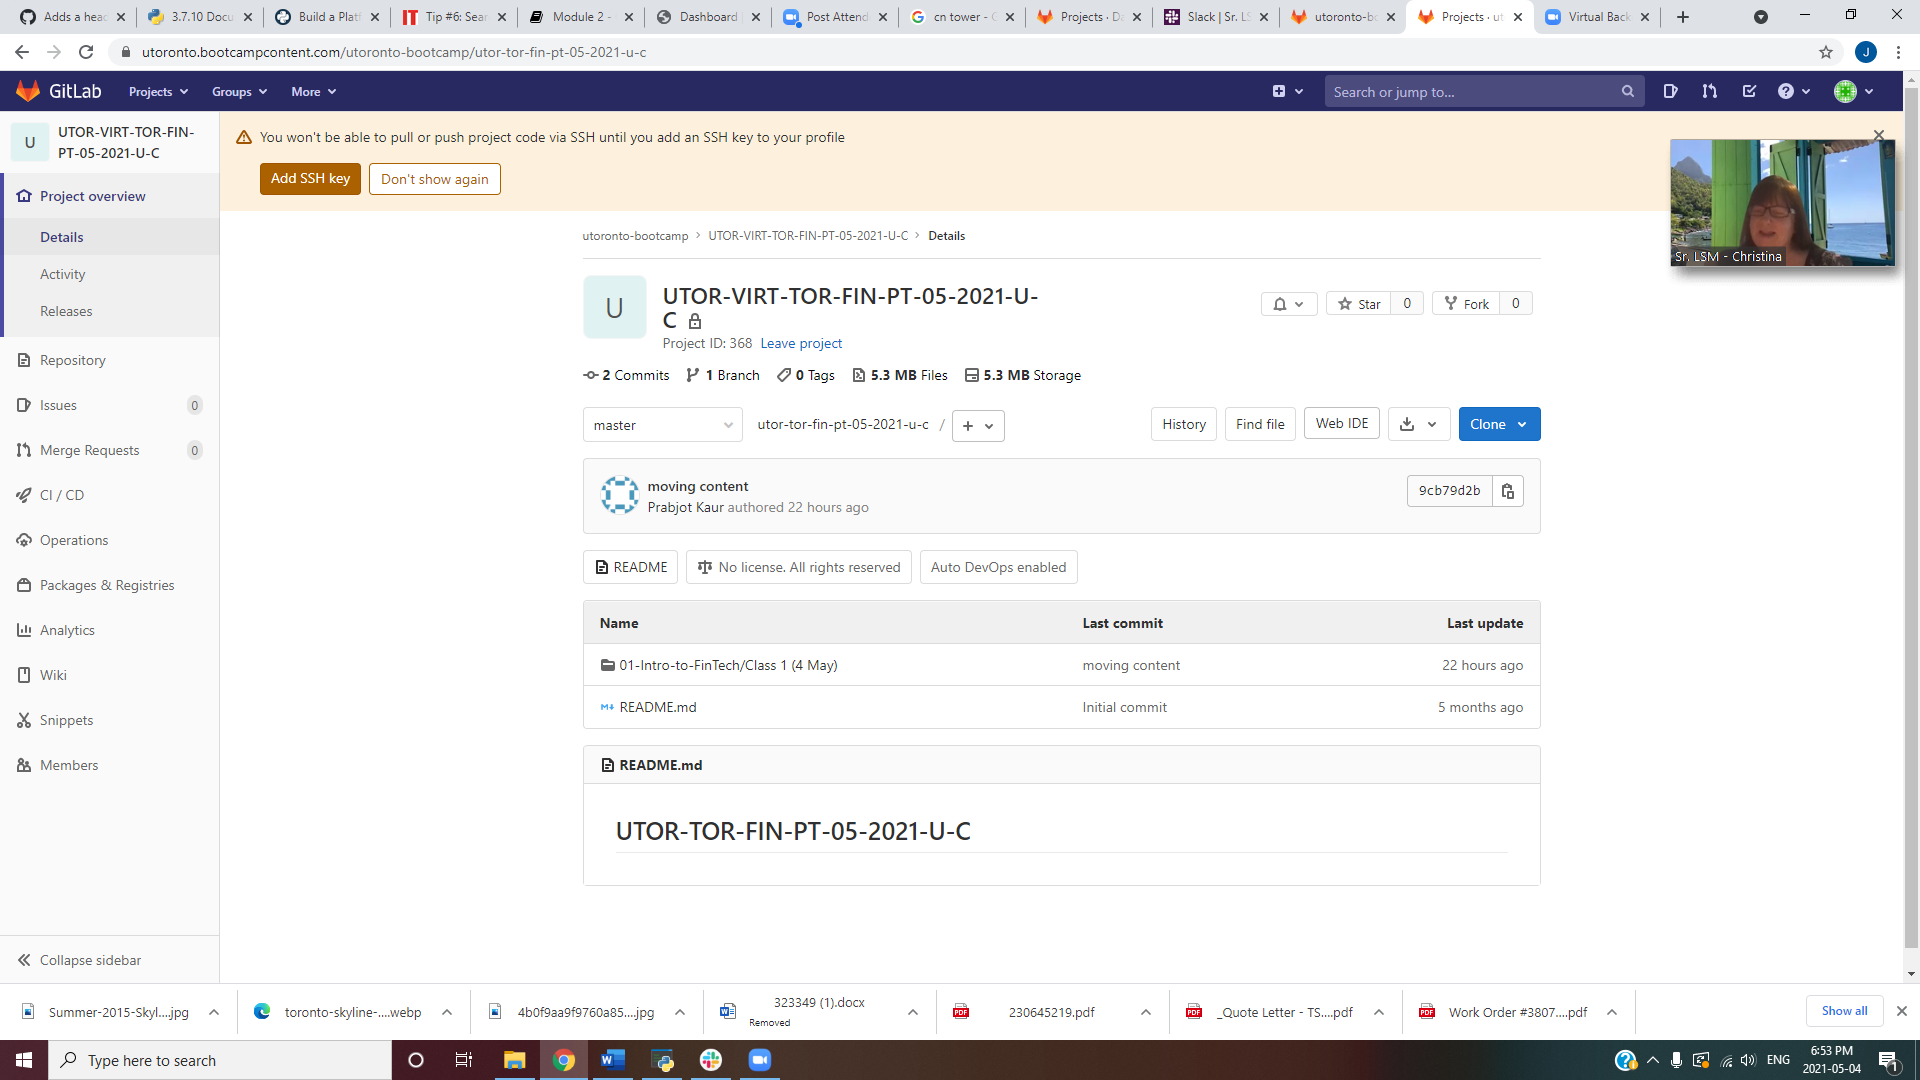 Adds a head
3.7.10 Docu
Build a Platf
Tip #6: Sear
Module 2 -
Dashboard
Post Attend
cn tower - G
Projects · Da
Slack | Sr. LS
utoronto-bo
Projects · ut
Virtual Back
utoronto.bootcampcontent.com/utoronto-bootcamp/utor-tor-fin-pt-05-2021-u-c
J
GitLab
Projects
Groups
More
Search or jump to...
U
UTOR-VIRT-TOR-FIN-
PT-05-2021-U-C
You won't be able to pull or push project code via SSH until you add an SSH key to your profile
Add SSH key
Don't show again
Sr. LSM - Christina
Project overview
Details
Activity
Releases
Repository
Issues 0
Merge Requests 0
CI / CD
Operations
Packages & Registries
Analytics
Wiki
Snippets
Members
Collapse sidebar
utoronto-bootcamp › UTOR-VIRT-TOR-FIN-PT-05-2021-U-C › Details
U
UTOR-VIRT-TOR-FIN-PT-05-2021-U-
C
Project ID: 368 Leave project
Star 0
Fork 0
2 Commits 1 Branch 0 Tags 5.3 MB Files 5.3 MB Storage
master
utor-tor-fin-pt-05-2021-u-c / +
History
Find file
Web IDE
Clone
moving content
Prabjot Kaur authored 22 hours ago
9cb79d2b
README
No license. All rights reserved
Auto DevOps enabled
Name Last commit Last update
01-Intro-to-FinTech/Class 1 (4 May) moving content 22 hours ago
README.md Initial commit 5 months ago
README.md
UTOR-TOR-FIN-PT-05-2021-U-C
Summer-2015-Skyl....jpg
toronto-skyline-....webp
4b0f9aa9f9760a85....jpg
323349 (1).docx
Removed
230645219.pdf
_Quote Letter - TS....pdf
Work Order #3807....pdf
Show all
Type here to search
ENG
6:53 PM
2021-05-04
1